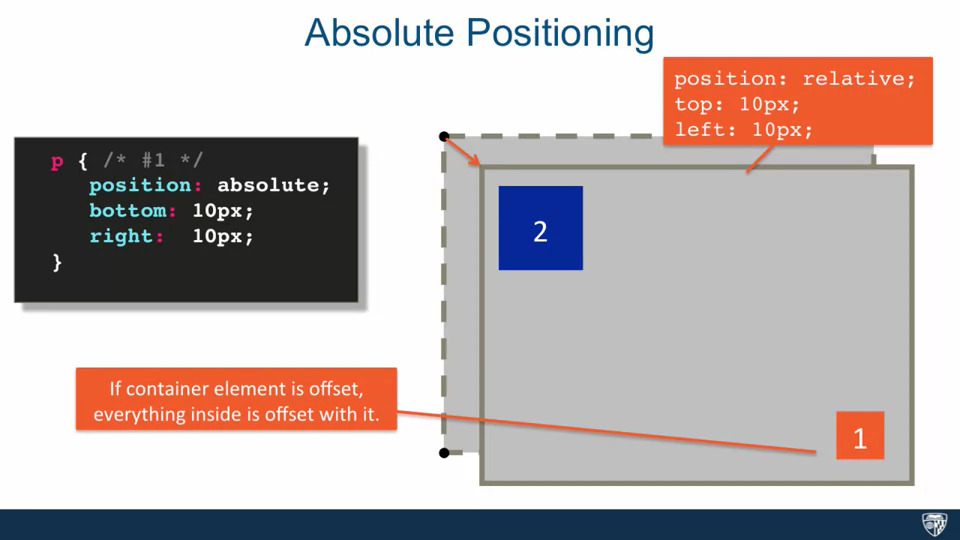 Absolute Positioning
position: relative;
top: 10px;
left: 10px;
p { /* #1 */
position: absolute;
bottom: 10px;
right: 10px;
}
2
If container element is offset,
everything inside is offset with it.
1